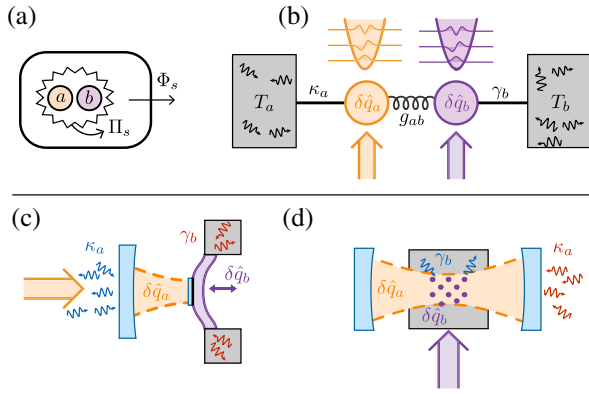 (a)
a b
Φ_s
Π_s
(b)
T_a κ_a δq̂_a g_ab δq̂_b γ_b T_b
(c)
κ_a
δq̂_a
γ_b
δq̂_b
(d)
γ_b
κ_a
δq̂_a
δq̂_b